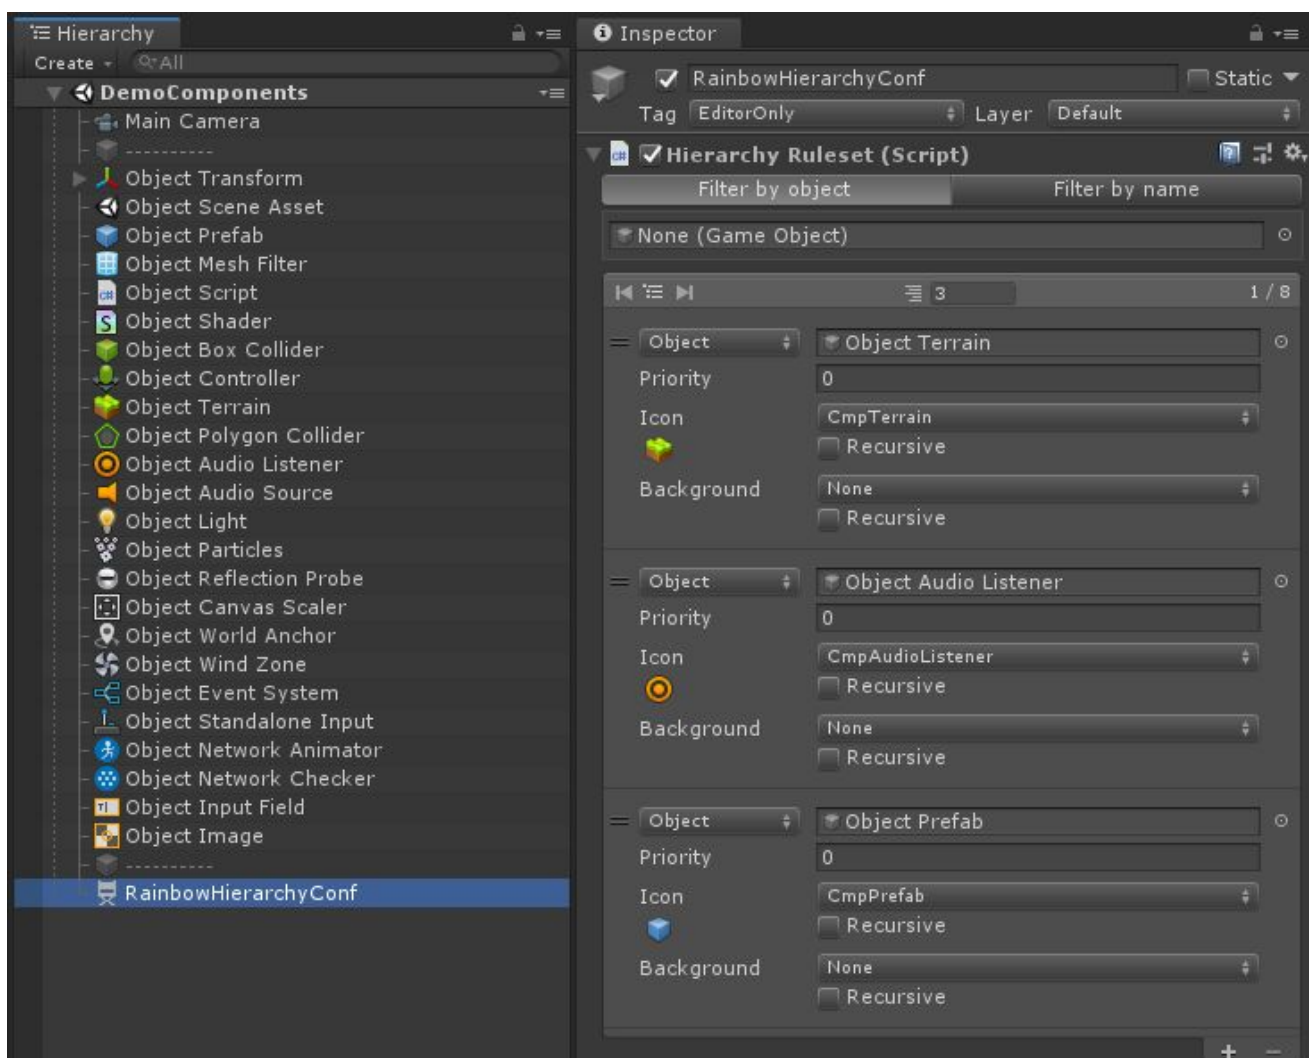 Hierarchy
Create
All
DemoComponents
Main Camera
----------
Object Transform
Object Scene Asset
Object Prefab
Object Mesh Filter
Object Script
Object Shader
Object Box Collider
Object Controller
Object Terrain
Object Polygon Collider
Object Audio Listener
Object Audio Source
Object Light
Object Particles
Object Reflection Probe
Object Canvas Scaler
Object World Anchor
Object Wind Zone
Object Event System
Object Standalone Input
Object Network Animator
Object Network Checker
Object Input Field
Object Image
----------
RainbowHierarchyConf
Inspector
RainbowHierarchyConf Static
Tag EditorOnly Layer Default
C# Hierarchy Ruleset (Script)
Filter by object Filter by name
None (Game Object)
3 1 / 8
Object Object Terrain
Priority 0
Icon CmpTerrain
Recursive
Background None
Recursive
Object Object Audio Listener
Priority 0
Icon CmpAudioListener
Recursive
Background None
Recursive
Object Object Prefab
Priority 0
Icon CmpPrefab
Recursive
Background None
Recursive